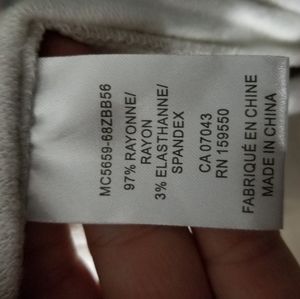 MC5659-68ZBB56
97% RAYONNE/
RAYON
3% ELASTHANNE/
SPANDEX
CA 07043
RN 159550
FABRIQUÉ EN CHINE
MADE IN CHINA